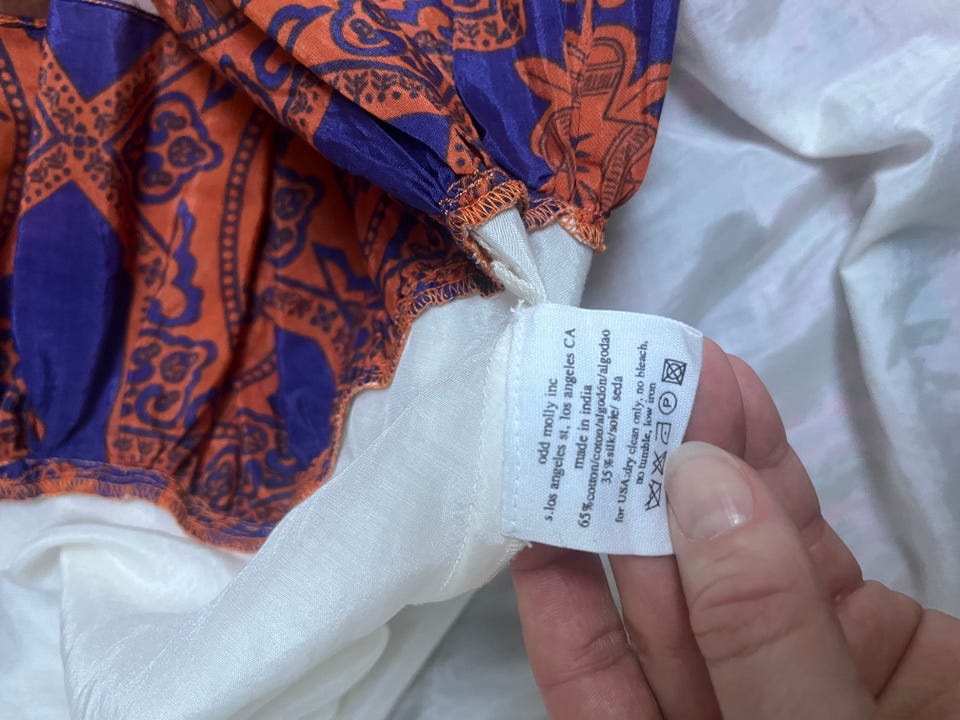 odd molly inc
s.los angeles st, los angeles CA
made in india
65%cotton/coton/algodón/algodao
35%silk/soie/ seda
for USA;dry clean only, no bleach.
no tumble, low iron
P